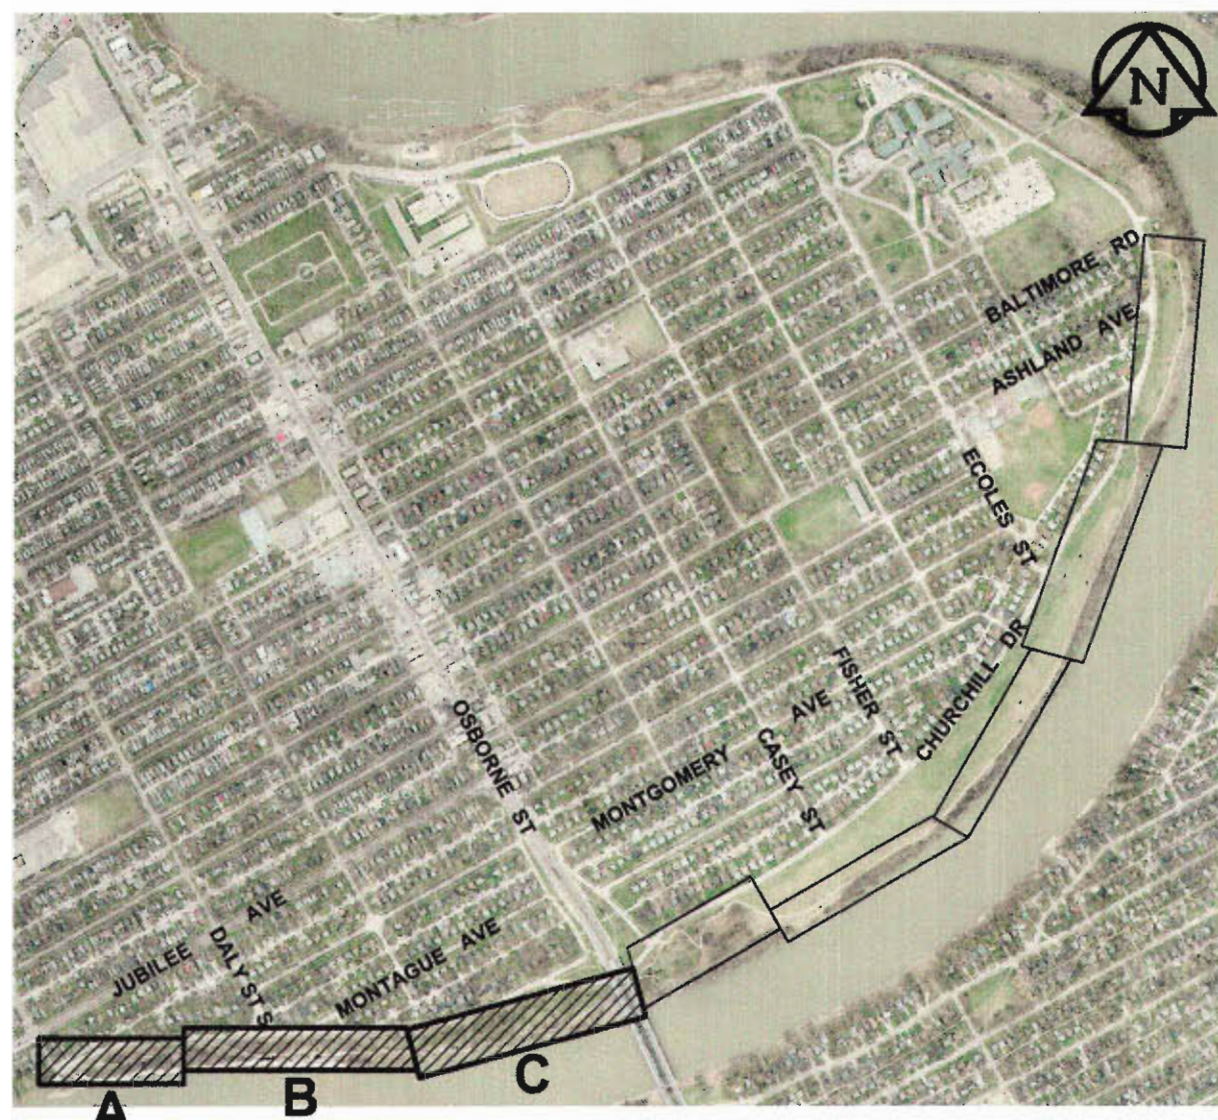 N
BALTIMORE RD
ASHLAND AVE
ECOLES ST
CHURCHILL DR
FISHER ST
CASEY ST
MONTGOMERY AVE
OSBORNE ST
MONTAGUE AVE
JUBILEE AVE
DALY ST S
A
B
C